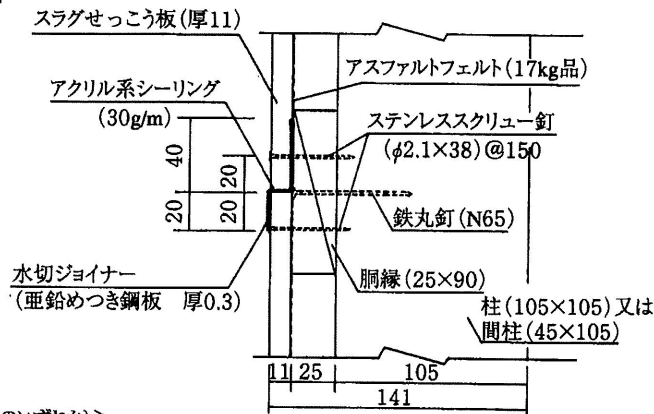 スラグせっこう板(厚11)
アスファルトフェルト(17kg品)
アクリル系シーリング
(30g/m)
ステンレススクリュー釘
(φ2.1×38)@150
40
20
20
20
鉄丸釘(N65)
水切ジョイナー
(亜鉛めつき鋼板 厚0.3)
胴縁(25×90)
柱(105×105)又は
間柱(45×105)
11
25
105
141